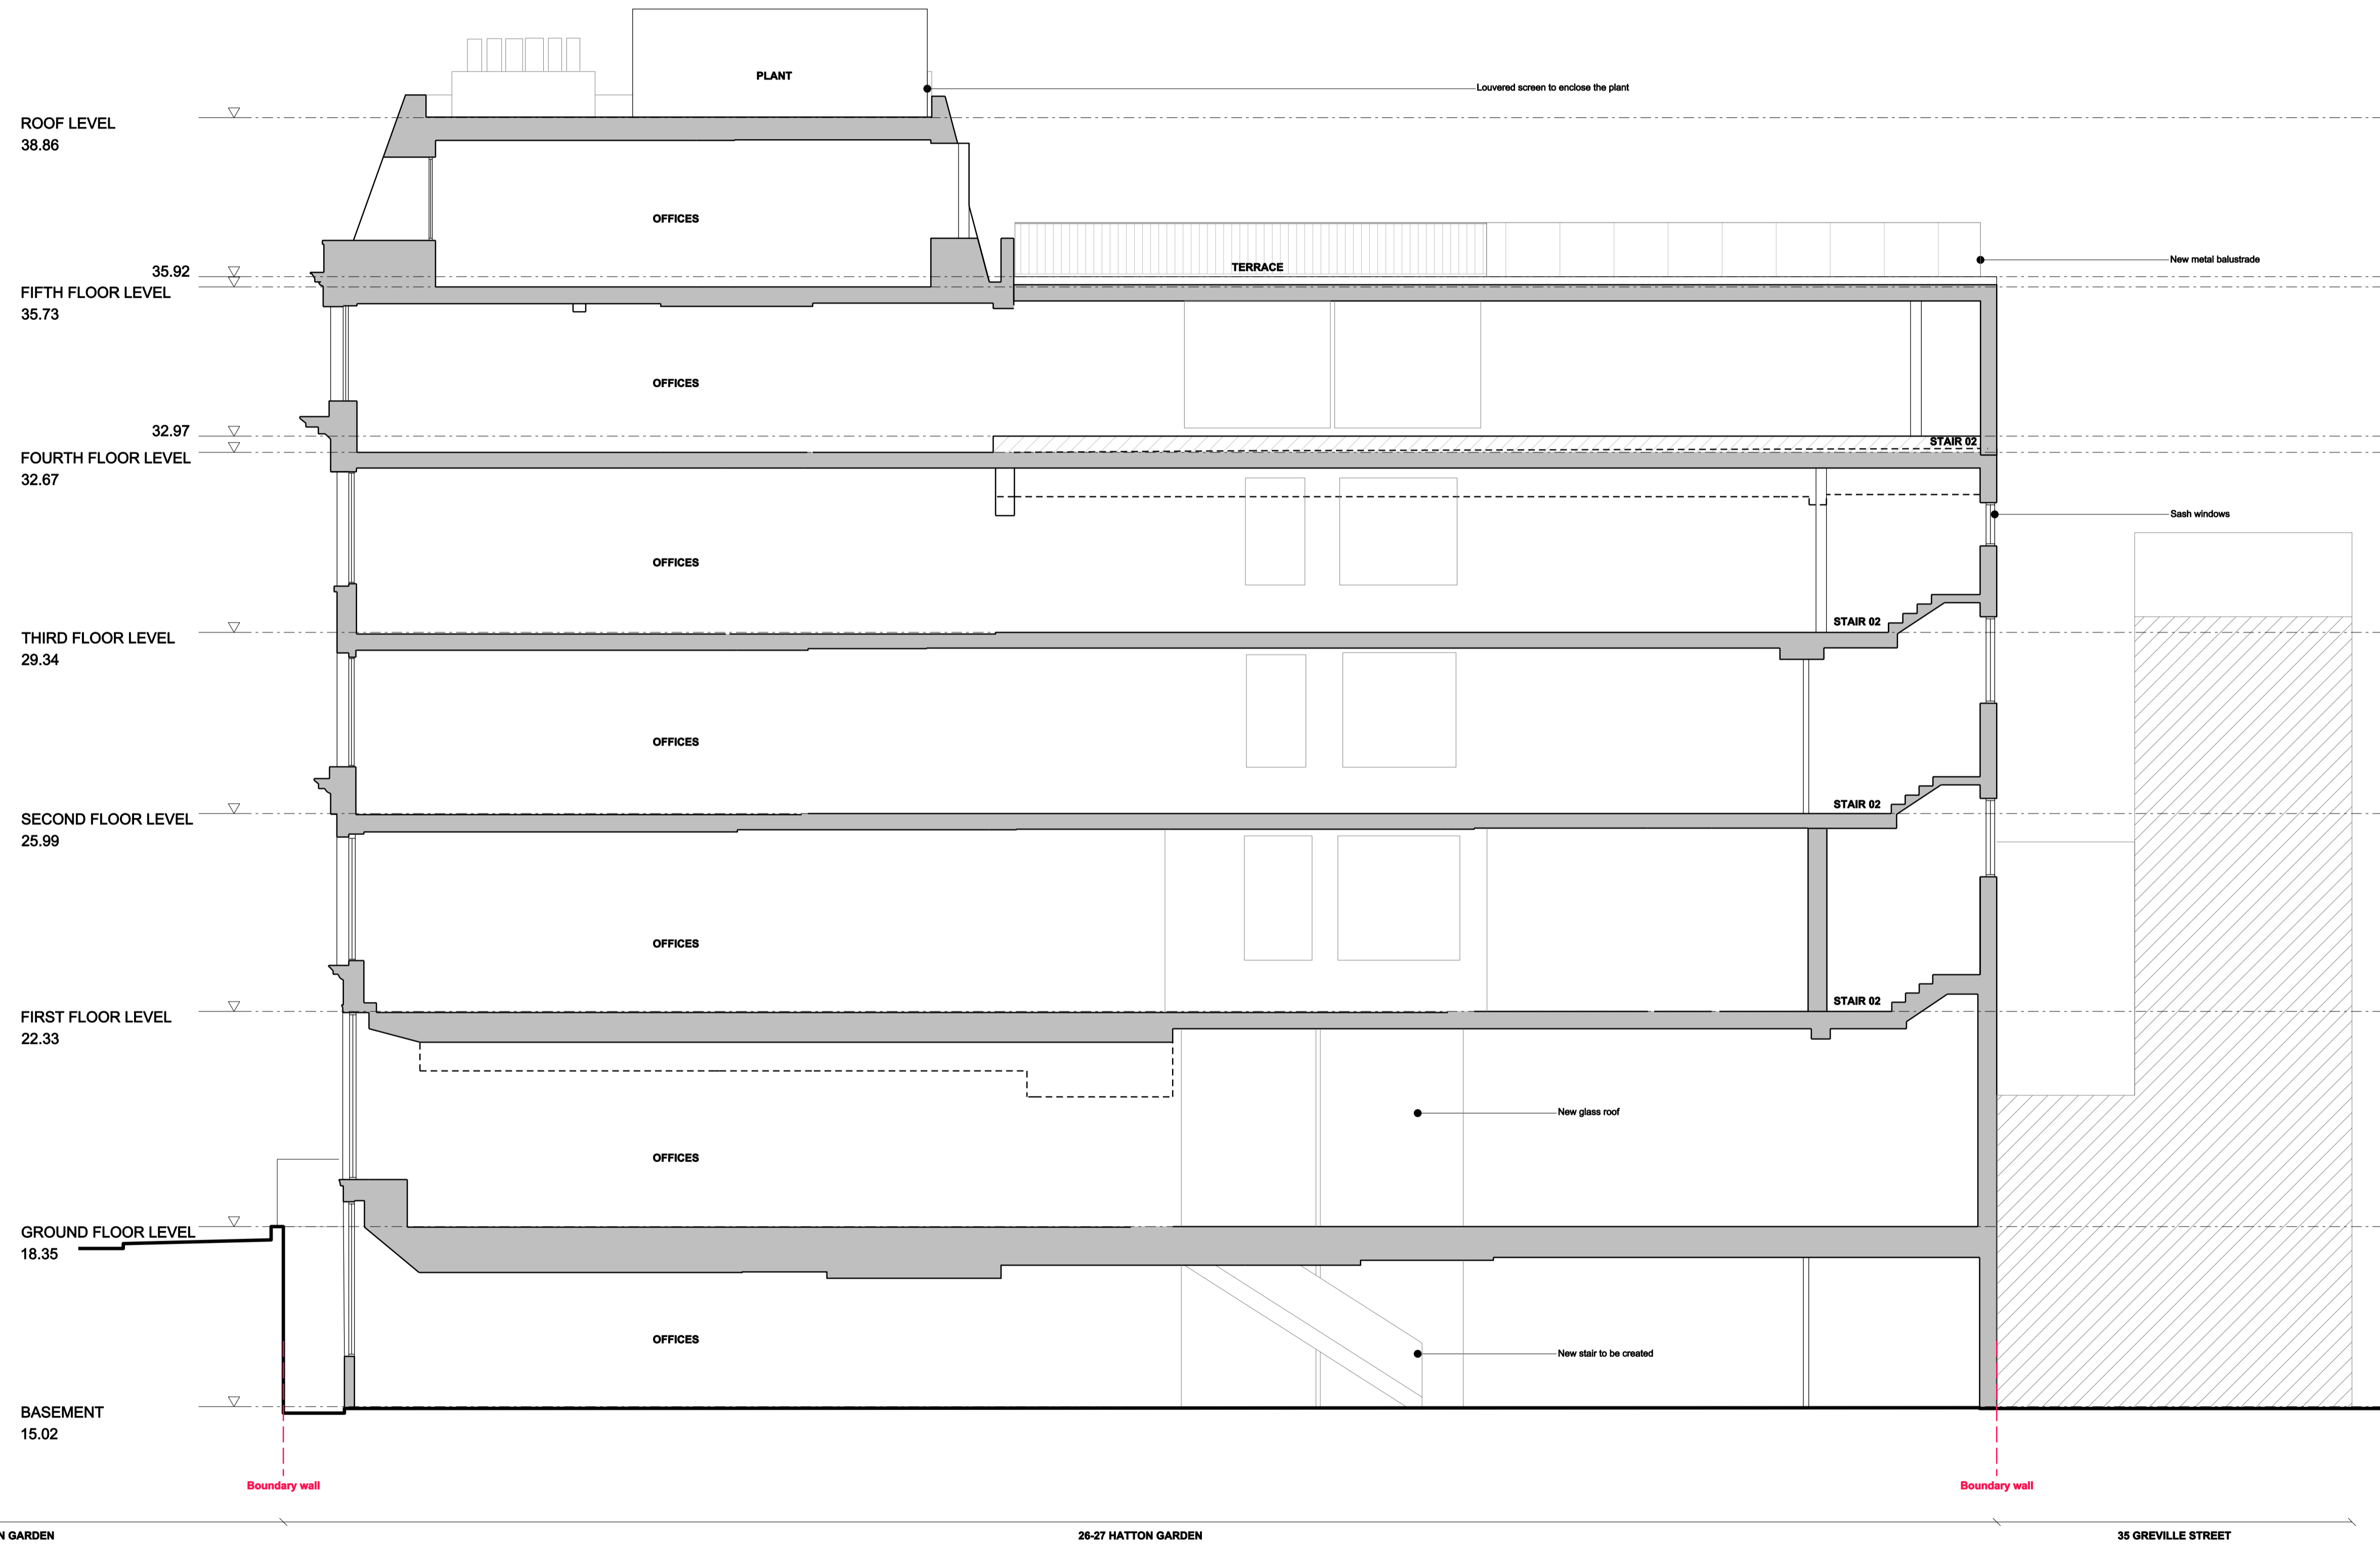 PLANT
Louvered screen to enclose the plant
ROOF LEVEL
38.86
OFFICES
TERRACE
New metal balustrade
35.92
FIFTH FLOOR LEVEL
35.73
OFFICES
32.97
STAIR 02
FOURTH FLOOR LEVEL
32.67
Sash windows
OFFICES
STAIR 02
THIRD FLOOR LEVEL
29.34
OFFICES
STAIR 02
SECOND FLOOR LEVEL
25.99
OFFICES
STAIR 02
FIRST FLOOR LEVEL
22.33
New glass roof
OFFICES
GROUND FLOOR LEVEL
18.35
OFFICES
New stair to be created
BASEMENT
15.02
Boundary wall
Boundary wall
N GARDEN
26-27 HATTON GARDEN
35 GREVILLE STREET